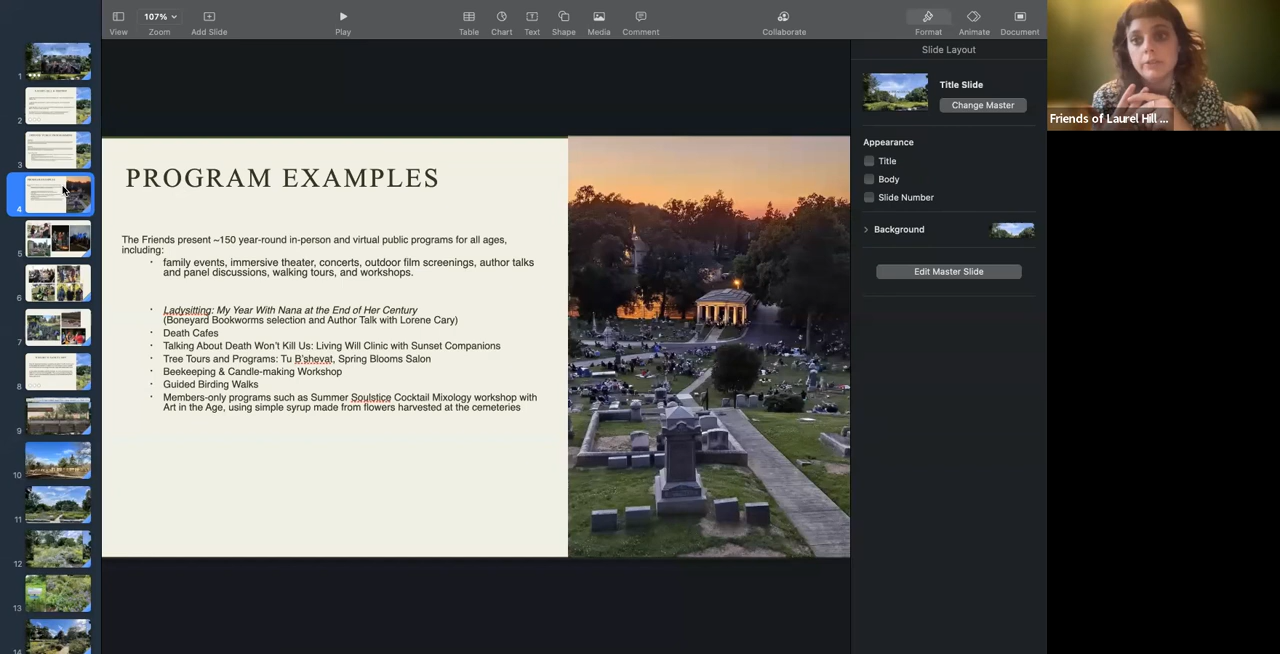 107%
View
Zoom
Add Slide
Play
Table
Chart
Text
Shape
Media
Comment
Collaborate
Format
Animate
Document
Slide Layout
Title Slide
Change Master
Appearance
Title
Body
Slide Number
Background
Edit Master Slide
1
2
3
4
5
6
7
8
9
10
11
12
13
14
PROGRAM EXAMPLES
The Friends present ~150 year-round in-person and virtual public programs for all ages,
including:
· family events, immersive theater, concerts, outdoor film screenings, author talks
and panel discussions, walking tours, and workshops.
· Ladysitting: My Year With Nana at the End of Her Century
(Boneyard Bookworms selection and Author Talk with Lorene Cary)
· Death Cafes
· Talking About Death Won't Kill Us: Living Will Clinic with Sunset Companions
· Tree Tours and Programs: Tu B'shevat, Spring Blooms Salon
· Beekeeping & Candle-making Workshop
· Guided Birding Walks
· Members-only programs such as Summer Soulstice Cocktail Mixology workshop with
Art in the Age, using simple syrup made from flowers harvested at the cemeteries
Friends of Laurel Hill ...